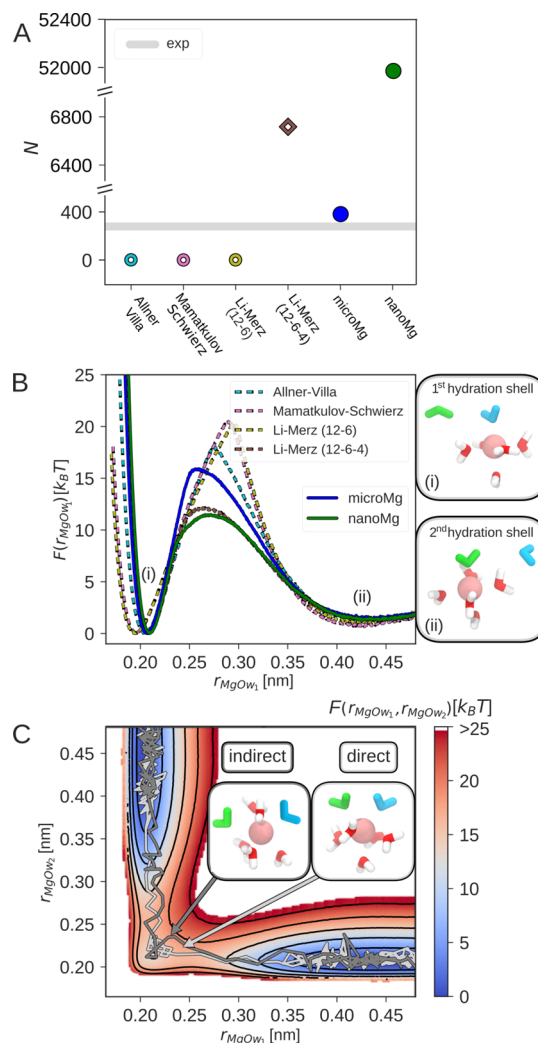 A
52400
52000
6800
6400
400
0
N
exp
Allner
Villa
Mamatkulov
Schwierz
Li-Merz
(12-6)
Li-Merz
(12-6-4)
microMg
nanoMg
B
25
20
15
10
5
0
F(r_MgOw₁)[k_BT]
Allner-Villa
Mamatkulov-Schwierz
Li-Merz (12-6)
Li-Merz (12-6-4)
microMg
nanoMg
(i)
(ii)
0.20 0.25 0.30 0.35 0.40 0.45
r_MgOw₁ [nm]
1st hydration shell
(i)
2nd hydration shell
(ii)
C
F(r_MgOw₁, r_MgOw₂)[k_BT]
indirect
direct
0.45
0.40
0.35
0.30
0.25
0.20
r_MgOw₂ [nm]
0.20 0.25 0.30 0.35 0.40 0.45
r_MgOw₁ [nm]
>25
20
15
10
5
0